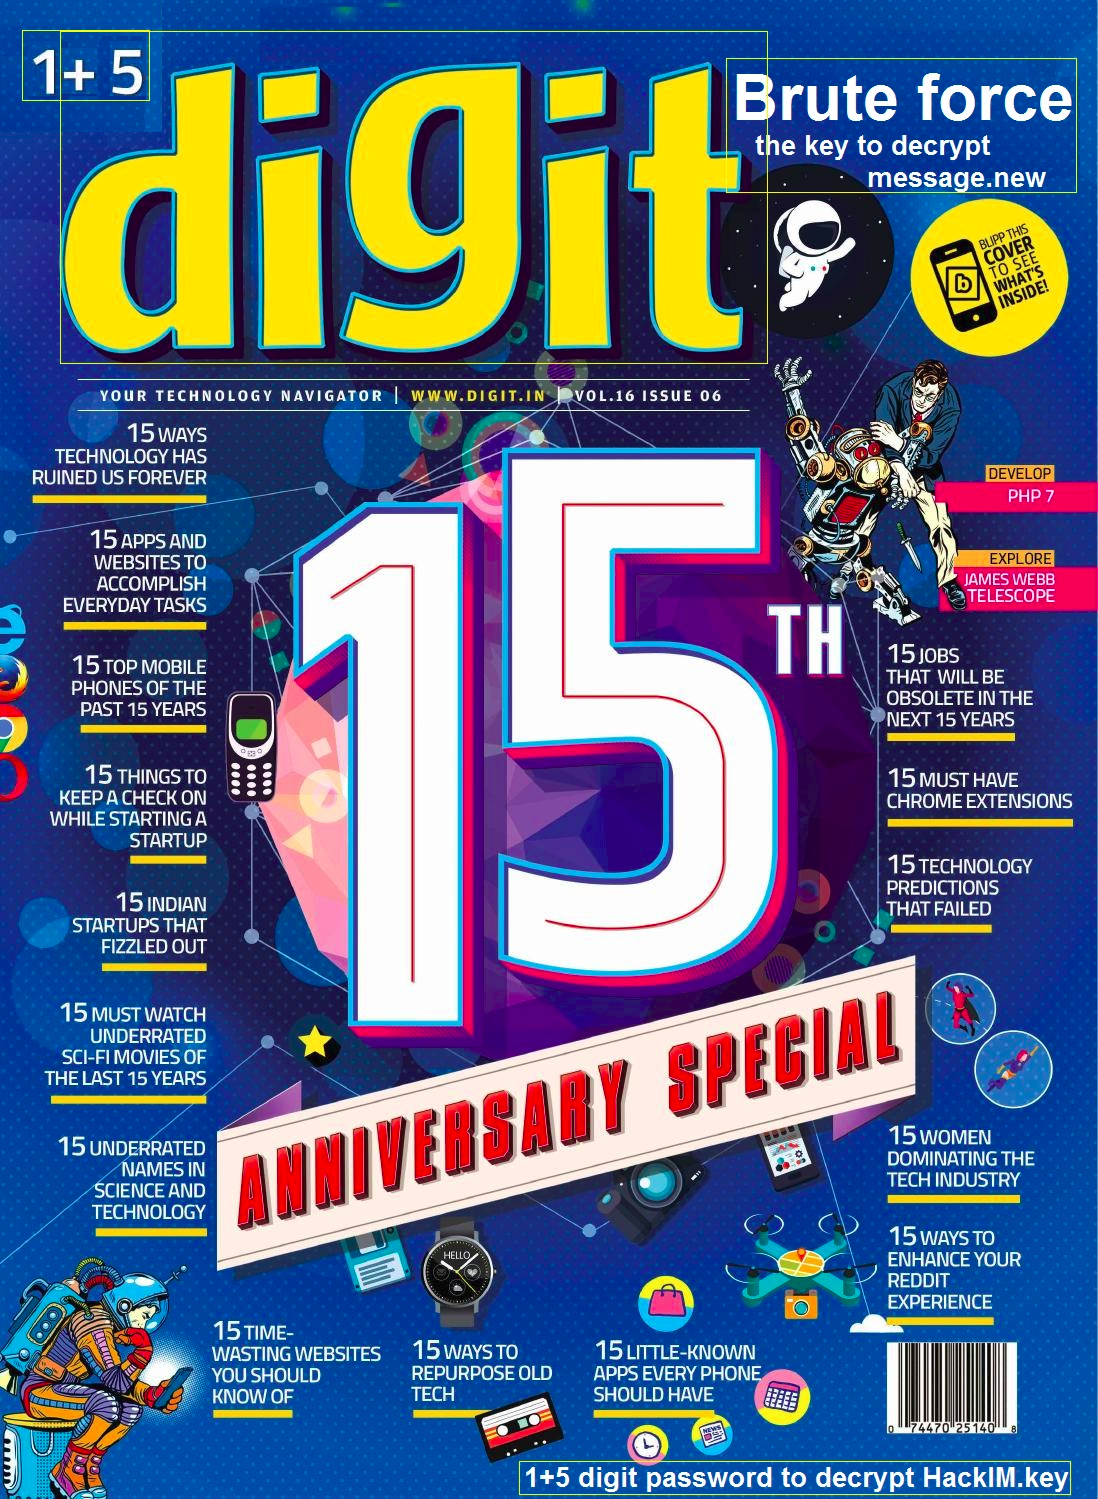 1+ 5
digit
Brute force
the key to decrypt
message.new
BLIPP THIS
COVER
TO SEE
WHAT'S
INSIDE!
YOUR TECHNOLOGY NAVIGATOR | WWW.DIGIT.IN | VOL.16 ISSUE 06
15 WAYS
TECHNOLOGY HAS
RUINED US FOREVER
15 APPS AND
WEBSITES TO
ACCOMPLISH
EVERYDAY TASKS
15 TOP MOBILE
PHONES OF THE
PAST 15 YEARS
15 THINGS TO
KEEP A CHECK ON
WHILE STARTING A
STARTUP
15 INDIAN
STARTUPS THAT
FIZZLED OUT
15 MUST WATCH
UNDERRATED
SCI-FI MOVIES OF
THE LAST 15 YEARS
15 UNDERRATED
NAMES IN
SCIENCE AND
TECHNOLOGY
15TH
ANNIVERSARY SPECIAL
DEVELOP
PHP 7
EXPLORE
JAMES WEBB
TELESCOPE
15 JOBS
THAT WILL BE
OBSOLETE IN THE
NEXT 15 YEARS
15 MUST HAVE
CHROME EXTENSIONS
15 TECHNOLOGY
PREDICTIONS
THAT FAILED
15 WOMEN
DOMINATING THE
TECH INDUSTRY
15 WAYS TO
ENHANCE YOUR
REDDIT
EXPERIENCE
HELLO
15 TIME-
WASTING WEBSITES
YOU SHOULD
KNOW OF
15 WAYS TO
REPURPOSE OLD
TECH
15 LITTLE-KNOWN
APPS EVERY PHONE
SHOULD HAVE
NEWS
0 74470 25140 8
1+5 digit password to decrypt HackIM.key